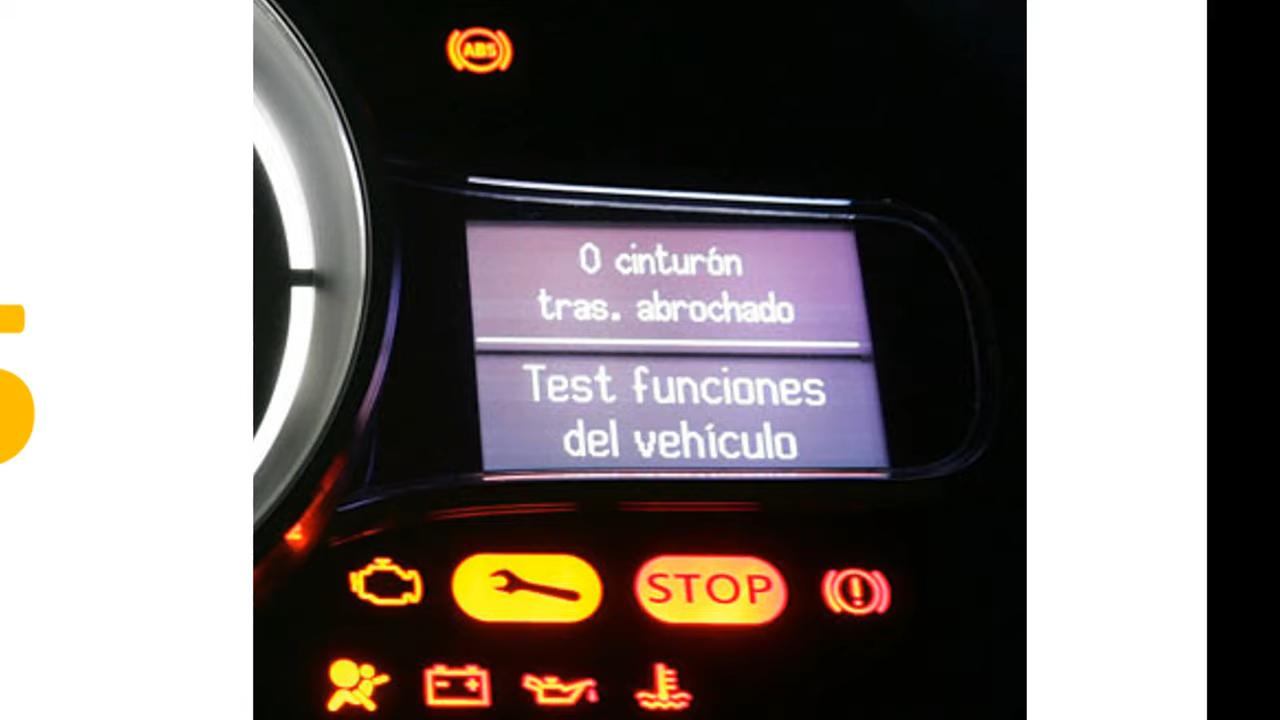 ABS
0 cinturón
tras. abrochado
Test funciones
del vehículo
STOP